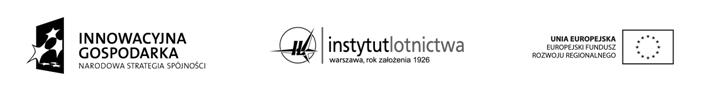 INNOWACYJNA
GOSPODARKA
NARODOWA STRATEGIA SPÓJNOŚCI
instytutlotnictwa
warszawa, rok założenia 1926
UNIA EUROPEJSKA
EUROPEJSKI FUNDUSZ
ROZWOJU REGIONALNEGO